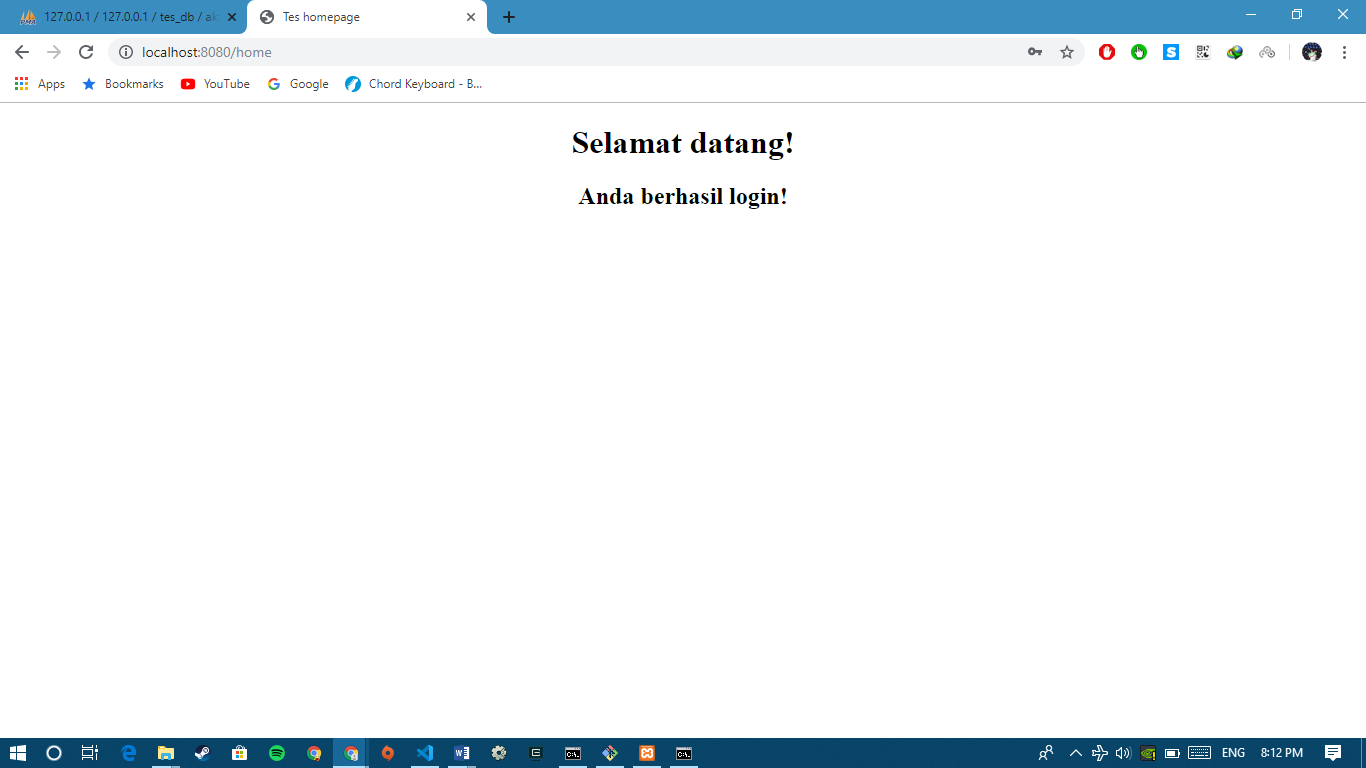 127.0.0.1 / 127.0.0.1 / tes_db / ak
Tes homepage
localhost:8080/home
Apps
Bookmarks
YouTube
Google
Chord Keyboard - B...
Selamat datang!
Anda berhasil login!
ENG
8:12 PM